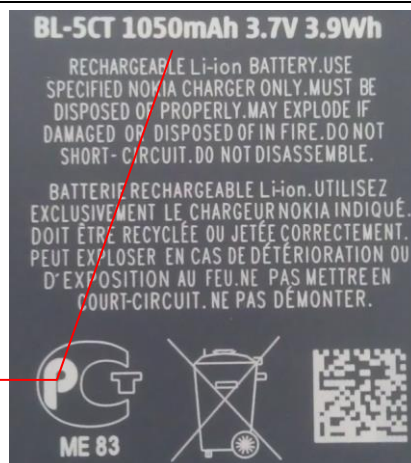 BL-5CT 1050mAh 3.7V 3.9Wh
RECHARGEABLE Li-ion BATTERY.USE
SPECIFIED NOKIA CHARGER ONLY.MUST BE
DISPOSED OF PROPERLY.MAY EXPLODE IF
DAMAGED OR DISPOSED OF IN FIRE.DO NOT
SHORT-CIRCUIT.DO NOT DISASSEMBLE.
BATTERIE RECHARGEABLE Li-ion.UTILISEZ
EXCLUSIVEMENT LE CHARGEUR NOKIA INDIQUÉ.
DOIT ÊTRE RECYCLÉE OU JETÉE CORRECTEMENT.
PEUT EXPLOSER EN CAS DE DÉTÉRIORATION OU
D'EXPOSITION AU FEU.NE PAS METTRE EN
COURT-CIRCUIT. NE PAS DÉMONTER.
PCT
ME 83